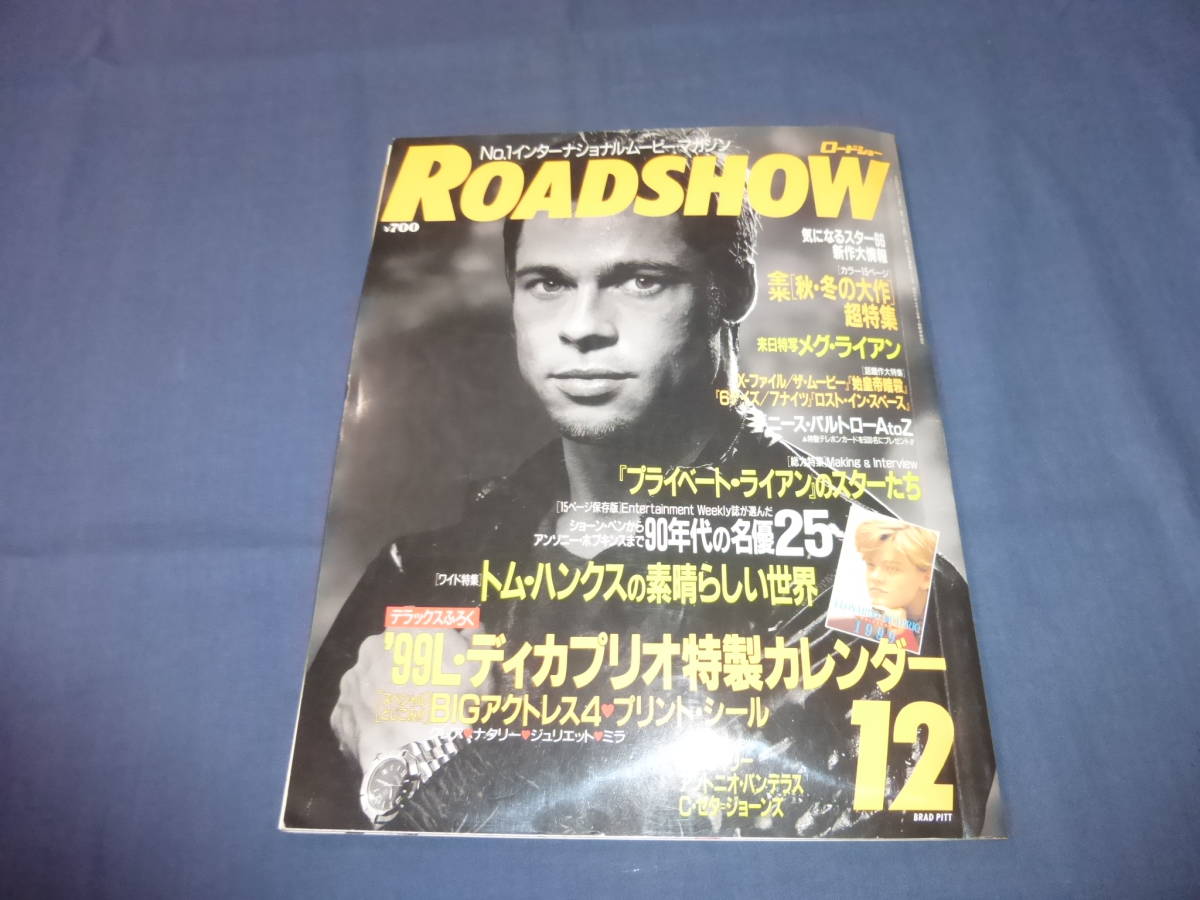 No.1インターナショナルムービーマガジン
ロードショー
ROADSHOW
¥700
気になるスター66
新作大情報
[カラー15ページ]
全米[秋・冬の大作]
超特集
来日特写メグ・ライアン
[話題作大特集]
X-ファイル/ザ・ムービー』『始皇帝暗殺』
『6デイズ/7ナイツ』『ロスト・イン・スペース』
ニース・パルトローAtoZ
[総力特集]Making & Interview
『プライベート・ライアン』のスターたち
[15ページ保存版]Entertainment Weekly誌が選んだ
ショーン・ペンから
アンソニー・ホプキンスまで
90年代の名優25
[ワイド特集]トム・ハンクスの素晴らしい世界
LEONARDO DICAPRIO
1999
デラックスふろく
'99L・ディカプリオ特製カレンダー
BIGアクトレス4♥プリント・シール
♥ナタリー♥ジュリエット♥ミラ
リー
ントニオ・バンデラス
C・ゼタ=ジョーンズ
12
BRAD PITT